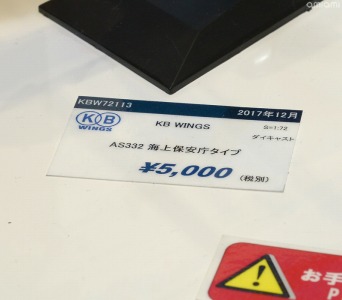 amiami
KBW72113 2017年12月
KB WINGS
KB WINGS S=1:72
ダイキャスト
AS332 海上保安庁タイプ
¥5,000 (税別)
お手
P